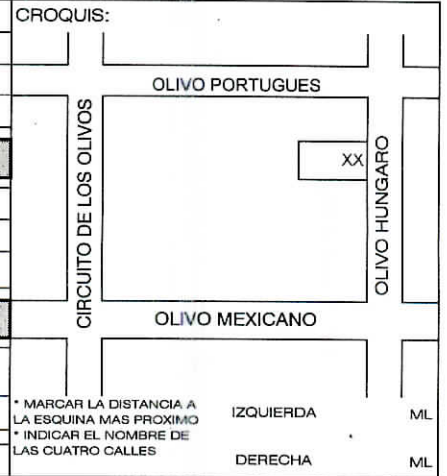 CROQUIS:
OLIVO PORTUGUES
CIRCUITO DE LOS OLIVOS
XX
OLIVO HUNGARO
OLIVO MEXICANO
* MARCAR LA DISTANCIA A
LA ESQUINA MAS PROXIMO
* INDICAR EL NOMBRE DE
LAS CUATRO CALLES
IZQUIERDA ML
DERECHA ML